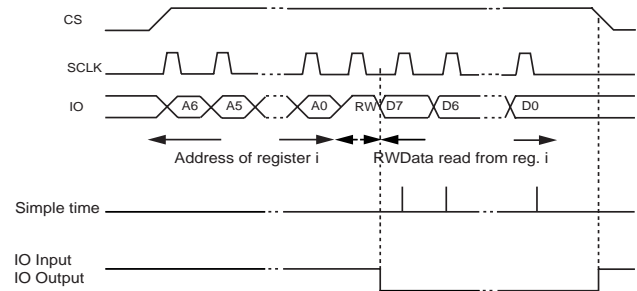 CS
SCLK
IO A6 A5 A0 RW D7 D6 D0
Address of register i RWData read from reg. i
Simple time
IO Input
IO Output